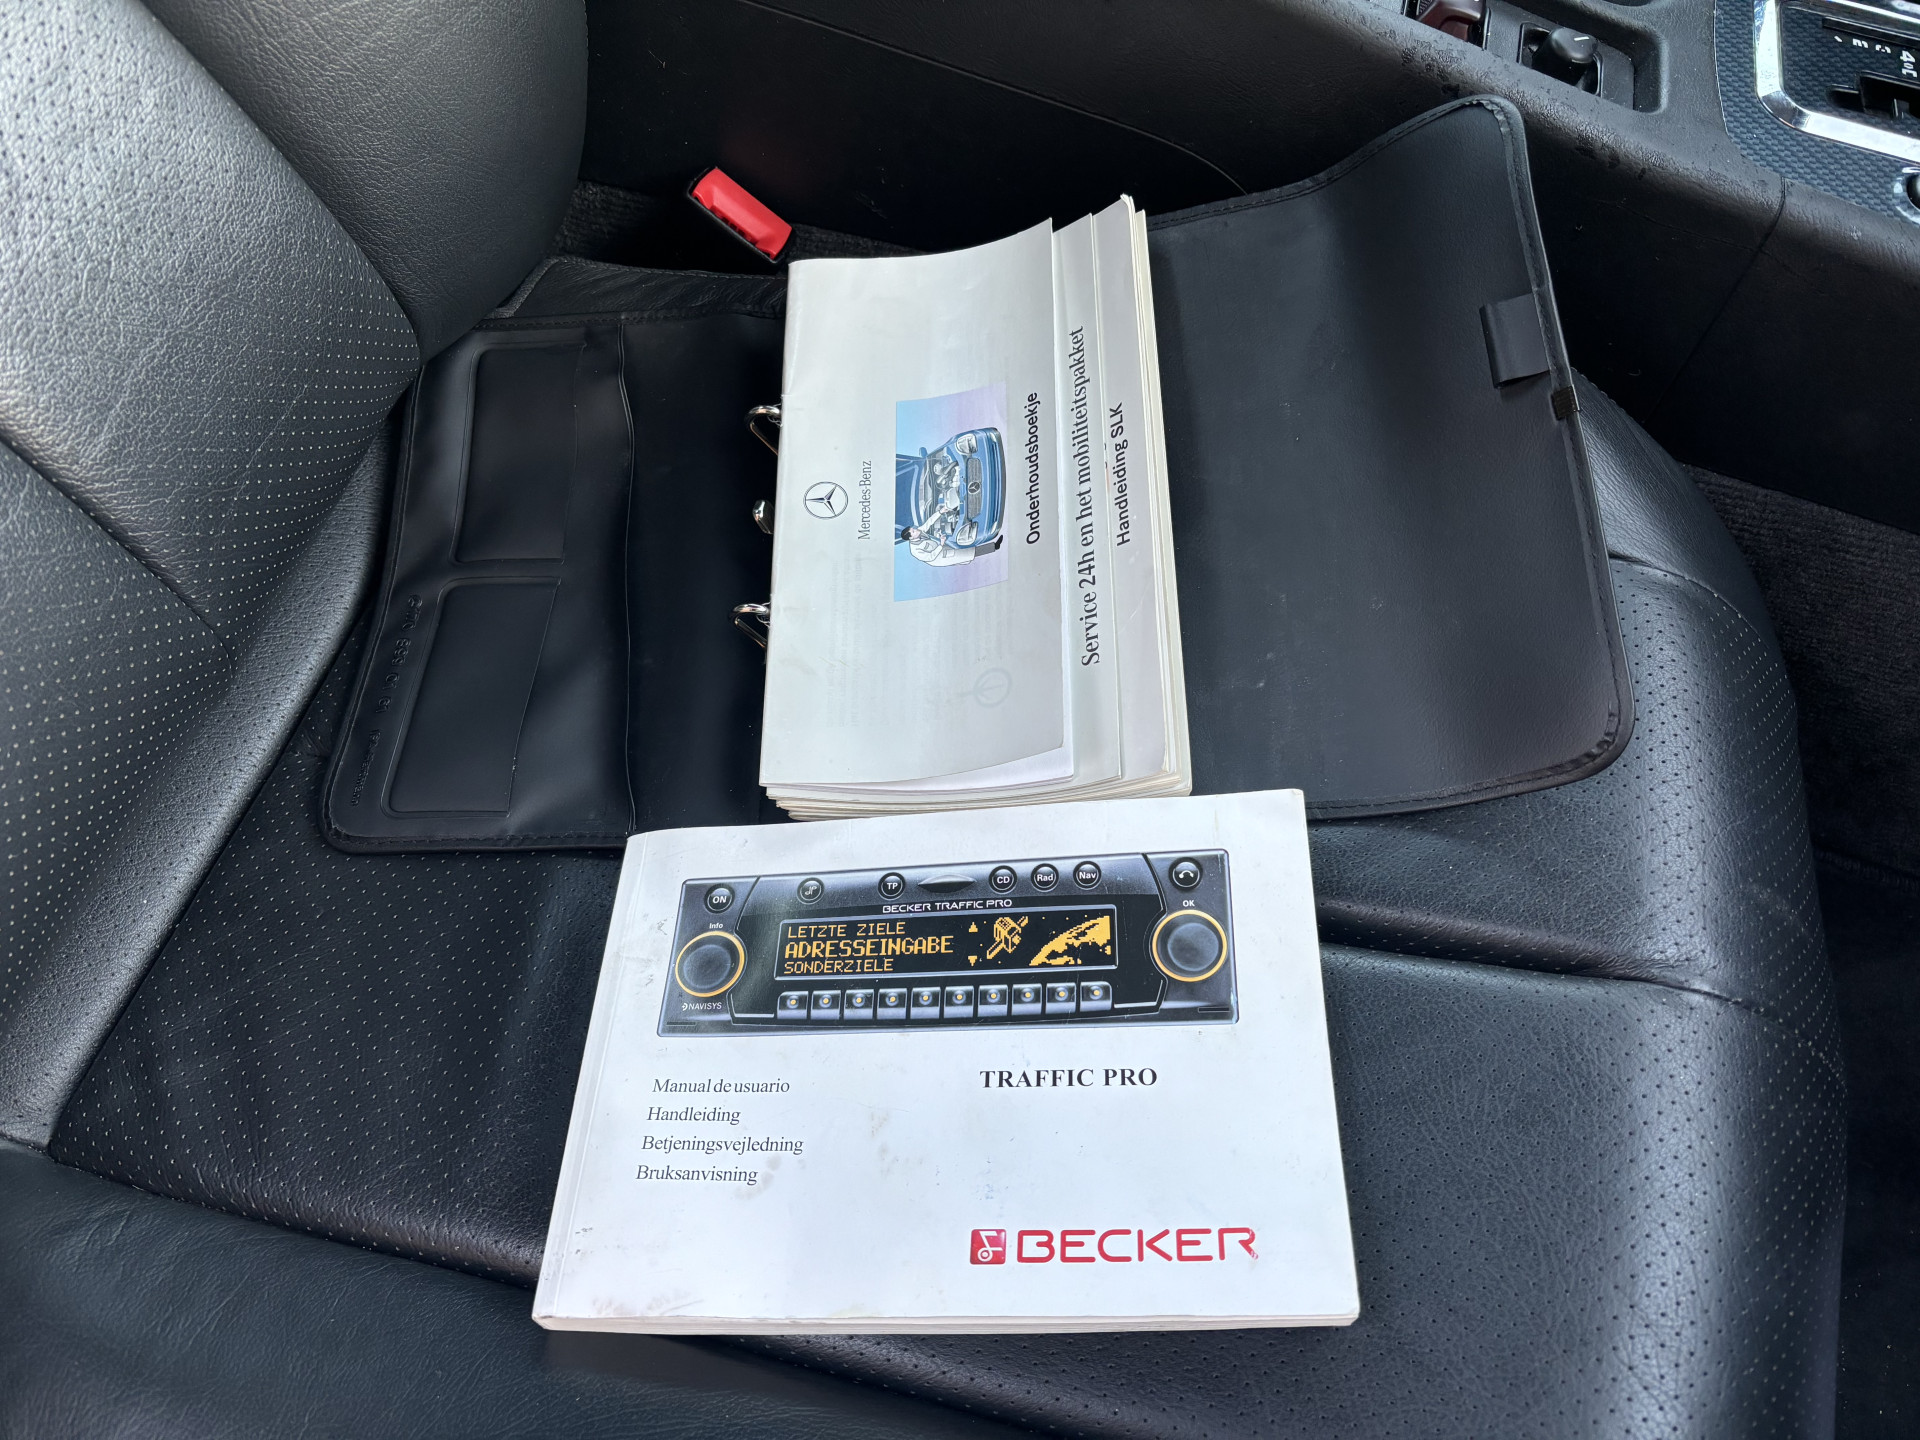 Mercedes-Benz
Onderhoudsboekje
Service 24h en het mobiliteitspakket
Handleiding SLK
ON
TP
CD
Rad
Nav
BECKER TRAFFIC PRO
Info
OK
LETZTE ZIELE
ADRESSEINGABE
SONDERZIELE
NAVISYS
TRAFFIC PRO
Manual de usuario
Handleiding
Betjeningsvejledning
Bruksanvisning
BECKER